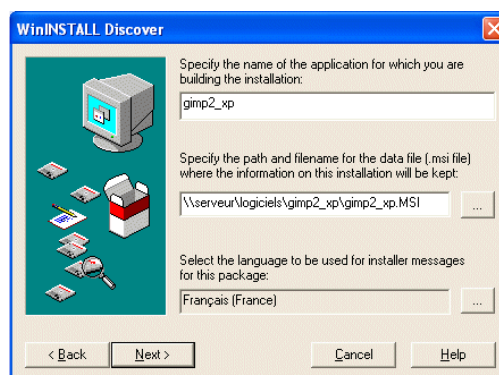 WinINSTALL Discover
Specify the name of the application for which you are
building the installation:
gimp2_xp
Specify the path and filename for the data file (.msi file)
where the information on this installation will be kept:
\\serveur\logiciels\gimp2_xp\gimp2_xp.MSI
...
Select the language to be used for installer messages
for this package:
Français (France)
...
< Back
Next >
Cancel
Help